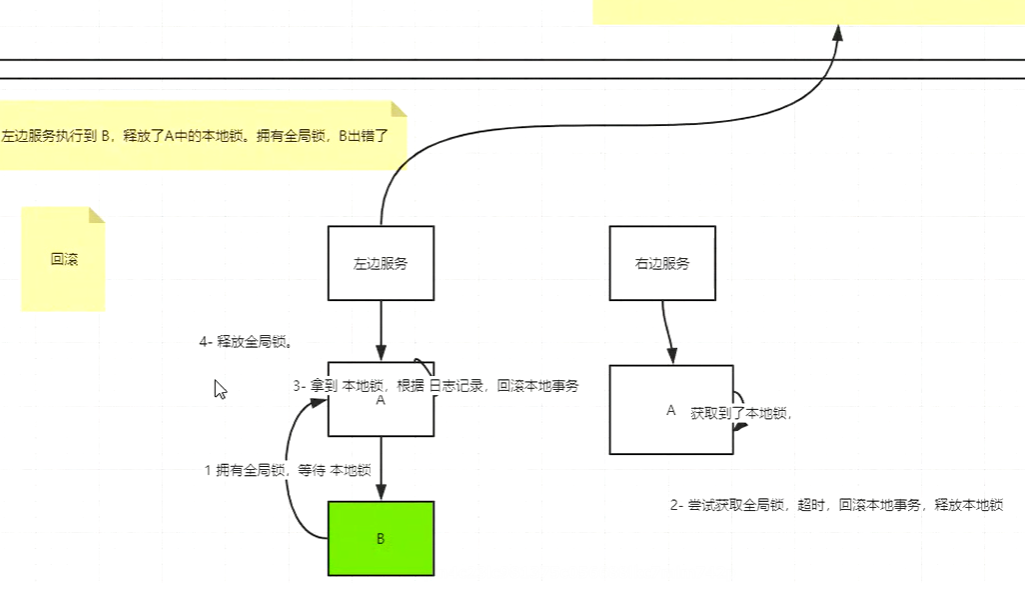 左边服务执行到 B，释放了A中的本地锁。拥有全局锁，B出错了
回滚
左边服务
右边服务
4- 释放全局锁。
3- 拿到 本地锁，根据 日志记录，回滚本地事务
A
A
获取到了本地锁，
1 拥有全局锁，等待 本地锁
2- 尝试获取全局锁，超时，回滚本地事务，释放本地锁
B